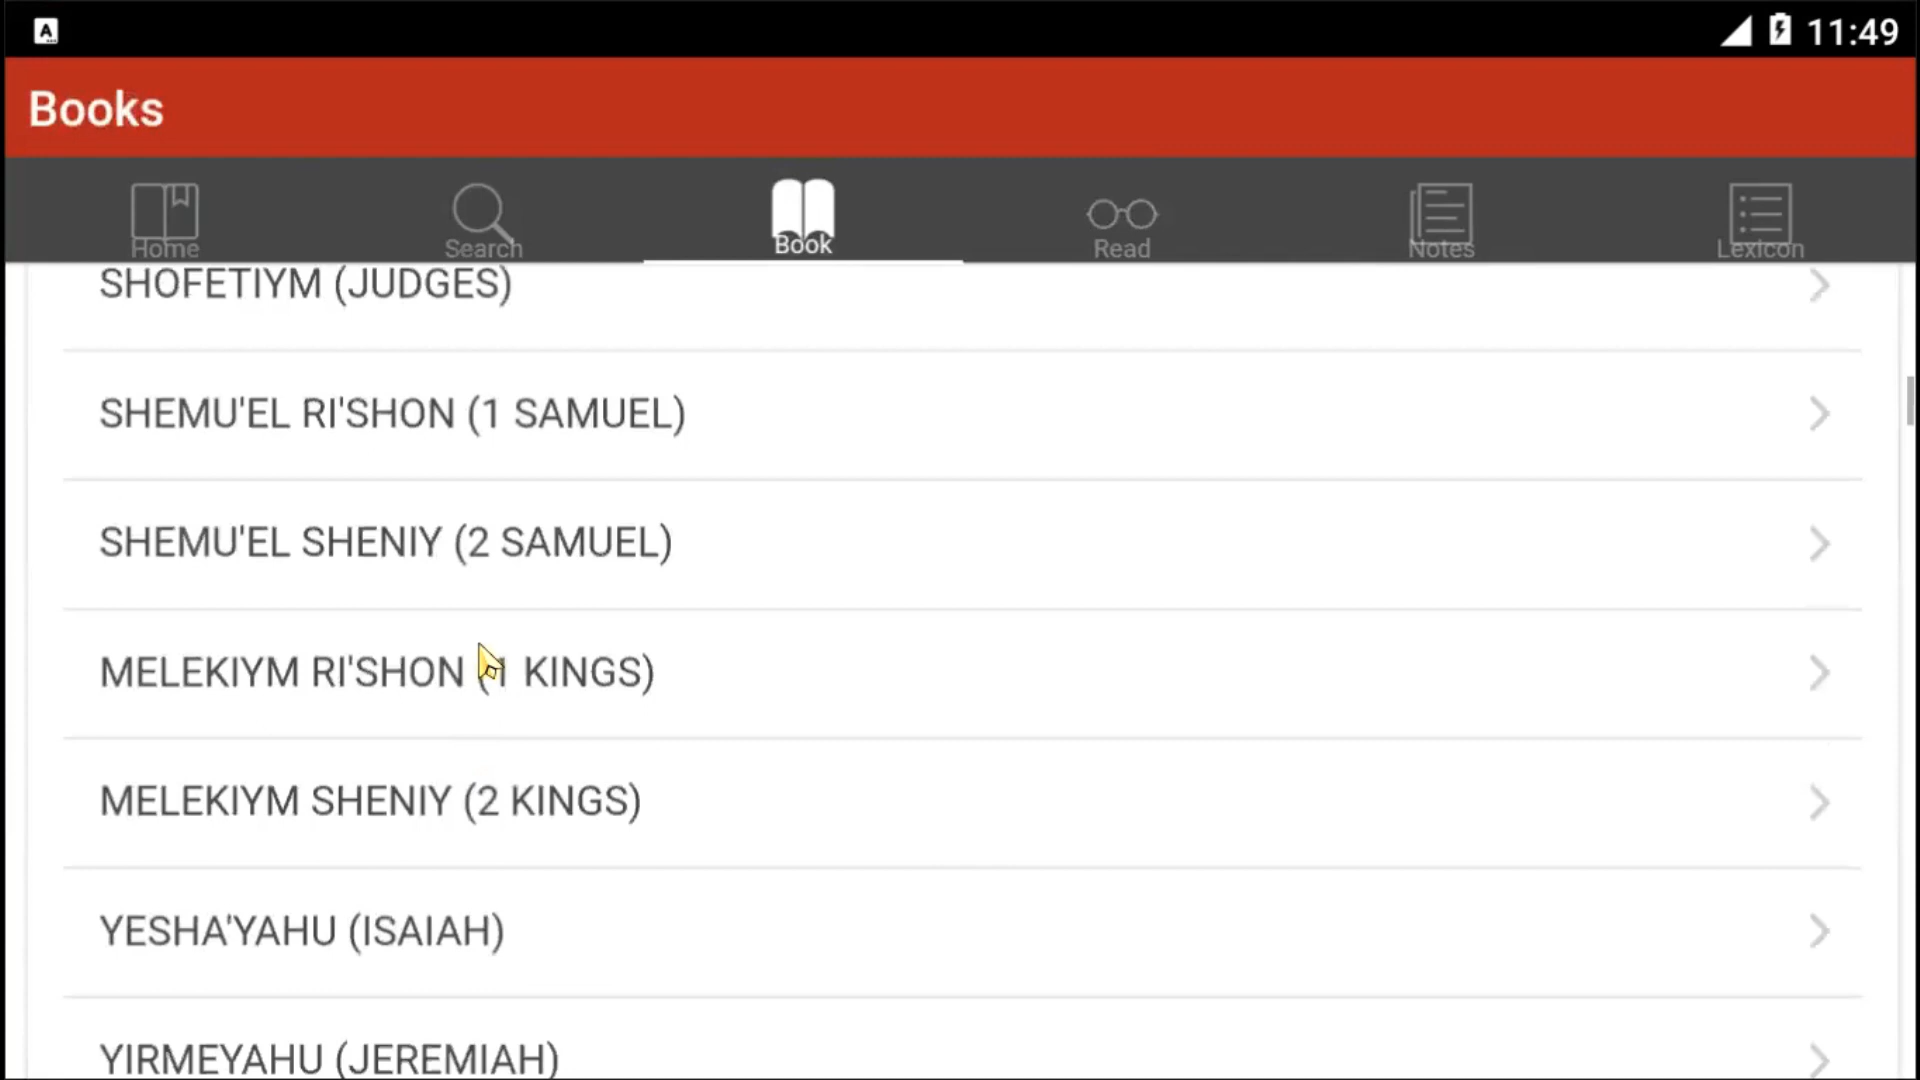 A
11:49
Books
Home
Search
Book
Read
Notes
Lexicon
SHOFETIYM (JUDGES)
SHEMU'EL RI'SHON (1 SAMUEL)
SHEMU'EL SHENIY (2 SAMUEL)
MELEKIYM RI'SHON (1 KINGS)
MELEKIYM SHENIY (2 KINGS)
YESHA'YAHU (ISAIAH)
YIRMEYAHU (JEREMIAH)